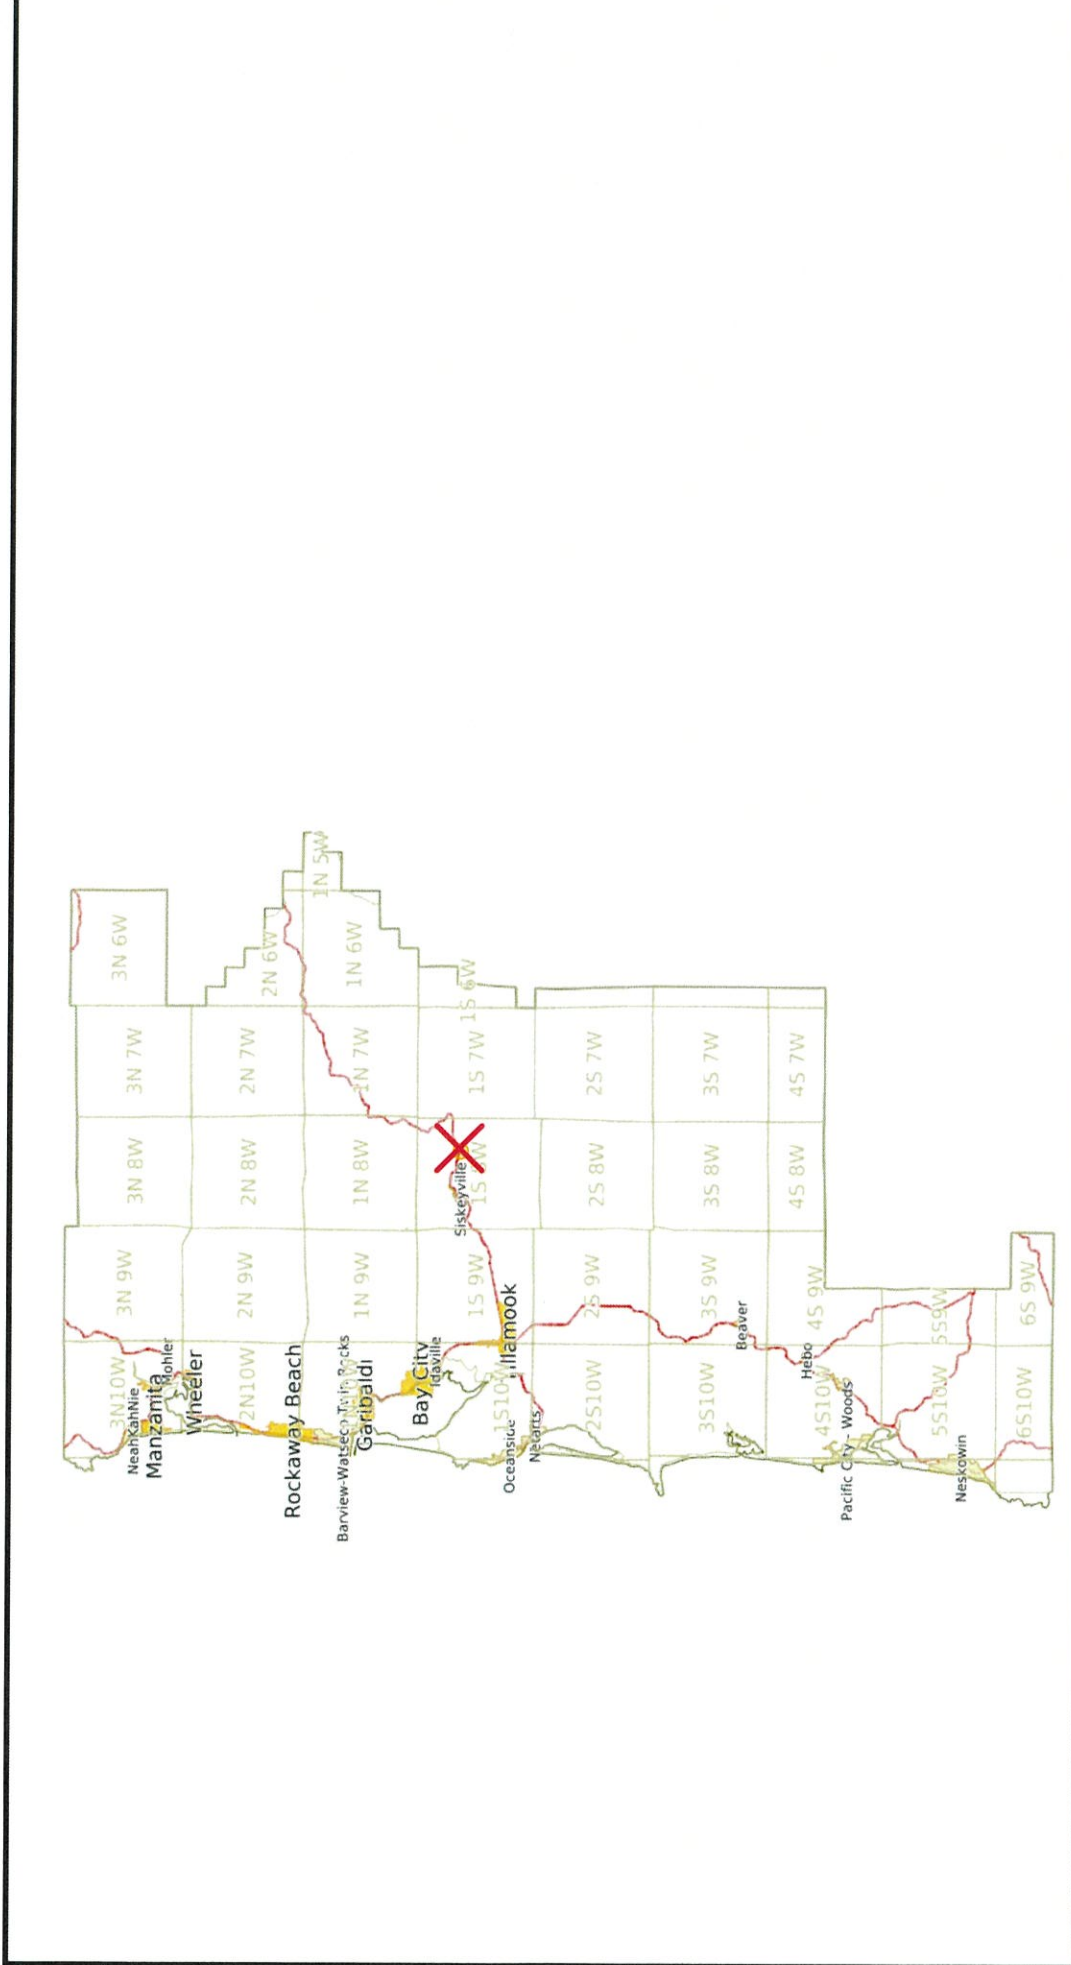 3N10W 3N 9W 3N 8W 3N 7W 3N 6W
NeahKahNie
Manzanita
Mohler
Wheeler
2N10W 2N 9W 2N 8W 2N 7W 2N 6W
Rockaway Beach
1N 5W
Barview-Watseco-Twin Rocks
1N 9W 1N 8W 1N 7W 1N 6W
Garibaldi
Bay City
Idaville
Siskeyville
1S10W 1S 9W 1S 8W 1S 7W 1S 6W
Oceanside Tillamook
Netarts
2S10W 2S 9W 2S 8W 2S 7W
3S10W 3S 9W 3S 8W 3S 7W
Beaver
4S10W 4S 9W 4S 8W 4S 7W
Hebo
Pacific City - Woods
5S10W 5S9W
Neskowin
6S10W 6S 9W